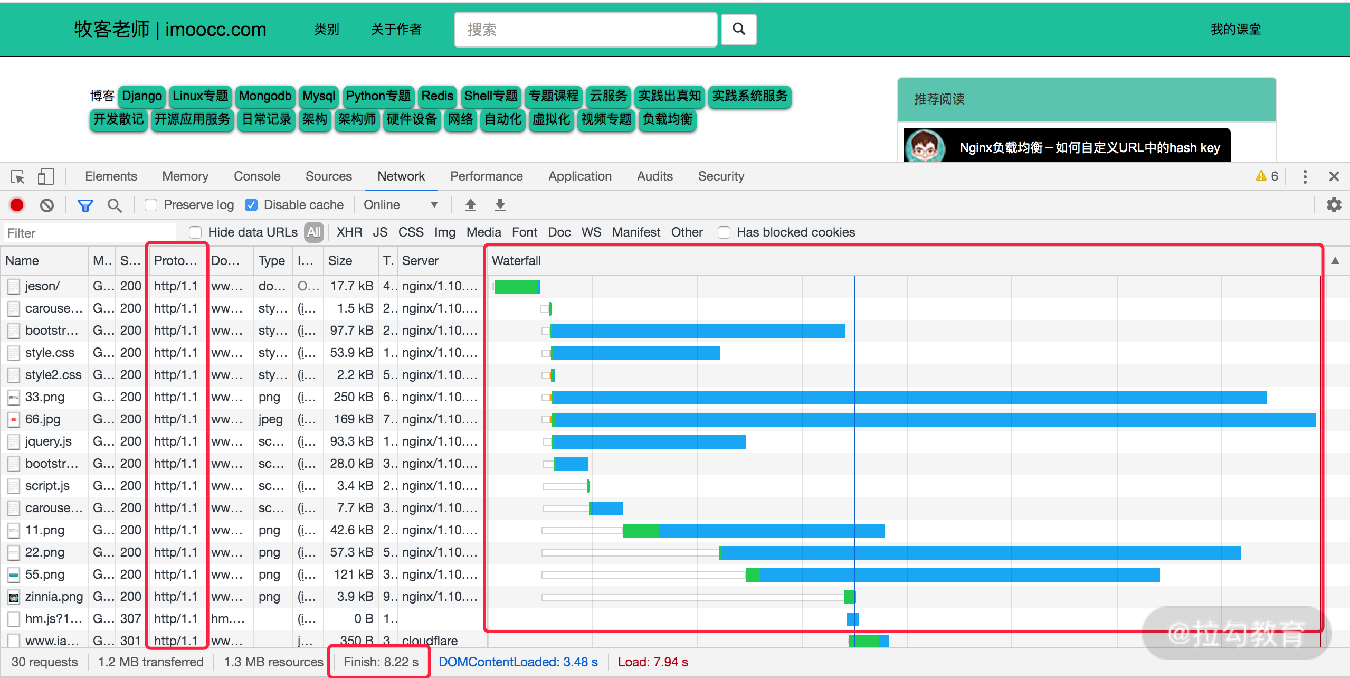 牧客老师 | imoocc.com 类别 关于作者 搜索 我的课堂
博客 Django Linux专题 Mongodb Mysql Python专题 Redis Shell专题 专题课程 云服务 实践出真知 实践系统服务
开发散记 开源应用服务 日常记录 架构 架构师 硬件设备 网络 自动化 虚拟化 视频专题 负载均衡
推荐阅读
Nginx负载均衡－如何自定义URL中的hash key
Elements Memory Console Sources Network Performance Application Audits Security 6
Preserve log Disable cache Online
Filter Hide data URLs All XHR JS CSS Img Media Font Doc WS Manifest Other Has blocked cookies
Name M... S... Proto... Do... Type I... Size T. Server Waterfall
jeson/ G... 200 http/1.1 ww... do... O... 17.7 kB 4.. nginx/1.10....
carouse... G... 200 http/1.1 ww... sty... (i... 1.5 kB 2.. nginx/1.10....
bootstr... G... 200 http/1.1 ww... sty... (i... 97.7 kB 2.. nginx/1.10....
style.css G... 200 http/1.1 ww... sty... (i... 53.9 kB 1.. nginx/1.10....
style2.css G... 200 http/1.1 ww... sty... (i... 2.2 kB 5.. nginx/1.10....
33.png G... 200 http/1.1 ww... png (i... 250 kB 6.. nginx/1.10....
66.jpg G... 200 http/1.1 ww... jpeg (i... 169 kB 7.. nginx/1.10....
jquery.js G... 200 http/1.1 ww... sc... (i... 93.3 kB 1.. nginx/1.10....
bootstr... G... 200 http/1.1 ww... sc... (i... 28.0 kB 3.. nginx/1.10....
script.js G... 200 http/1.1 ww... sc... (i... 3.4 kB 2.. nginx/1.10....
carouse... G... 200 http/1.1 ww... sc... (i... 7.7 kB 3.. nginx/1.10....
11.png G... 200 http/1.1 ww... png (i... 42.6 kB 2.. nginx/1.10....
22.png G... 200 http/1.1 ww... png (i... 57.3 kB 5.. nginx/1.10....
55.png G... 200 http/1.1 ww... png (i... 121 kB 3.. nginx/1.10....
zinnia.png G... 200 http/1.1 ww... png (i... 3.9 kB 9.. nginx/1.10....
hm.js?1... G... 307 http/1.1 hm.... (i... 0 B 1..
www.ia... G... 301 http/1.1 ww... j... (i... 350 B 3.. cloudflare
@拉勾教育
30 requests 1.2 MB transferred 1.3 MB resources Finish: 8.22 s DOMContentLoaded: 3.48 s Load: 7.94 s